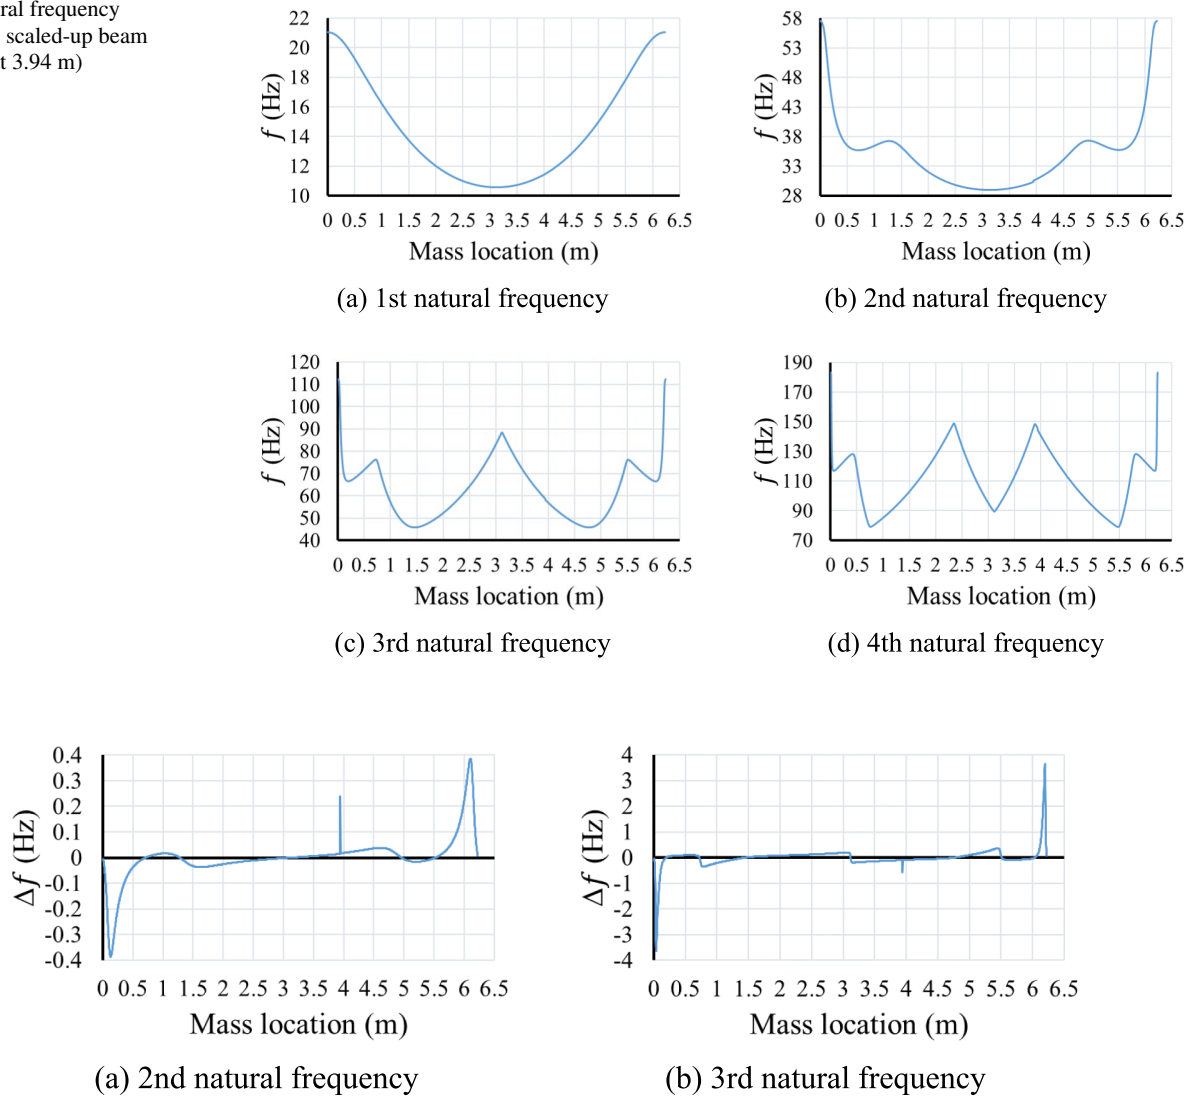 ral frequency
scaled-up beam
t 3.94 m)
22
20
18
16
14
12
10
f (Hz)
0 0.5 1 1.5 2 2.5 3 3.5 4 4.5 5 5.5 6 6.5
Mass location (m)
(a) 1st natural frequency
58
53
48
43
38
33
28
f (Hz)
0 0.5 1 1.5 2 2.5 3 3.5 4 4.5 5 5.5 6 6.5
Mass location (m)
(b) 2nd natural frequency
120
110
100
90
80
70
60
50
40
f (Hz)
0 0.5 1 1.5 2 2.5 3 3.5 4 4.5 5 5.5 6 6.5
Mass location (m)
(c) 3rd natural frequency
190
170
150
130
110
90
70
f (Hz)
0 0.5 1 1.5 2 2.5 3 3.5 4 4.5 5 5.5 6 6.5
Mass location (m)
(d) 4th natural frequency
0.4
0.3
0.2
0.1
0
-0.1
-0.2
-0.3
-0.4
Δf (Hz)
0 0.5 1 1.5 2 2.5 3 3.5 4 4.5 5 5.5 6 6.5
Mass location (m)
(a) 2nd natural frequency
4
3
2
1
0
-1
-2
-3
-4
Δf (Hz)
0 0.5 1 1.5 2 2.5 3 3.5 4 4.5 5 5.5 6 6.5
Mass location (m)
(b) 3rd natural frequency